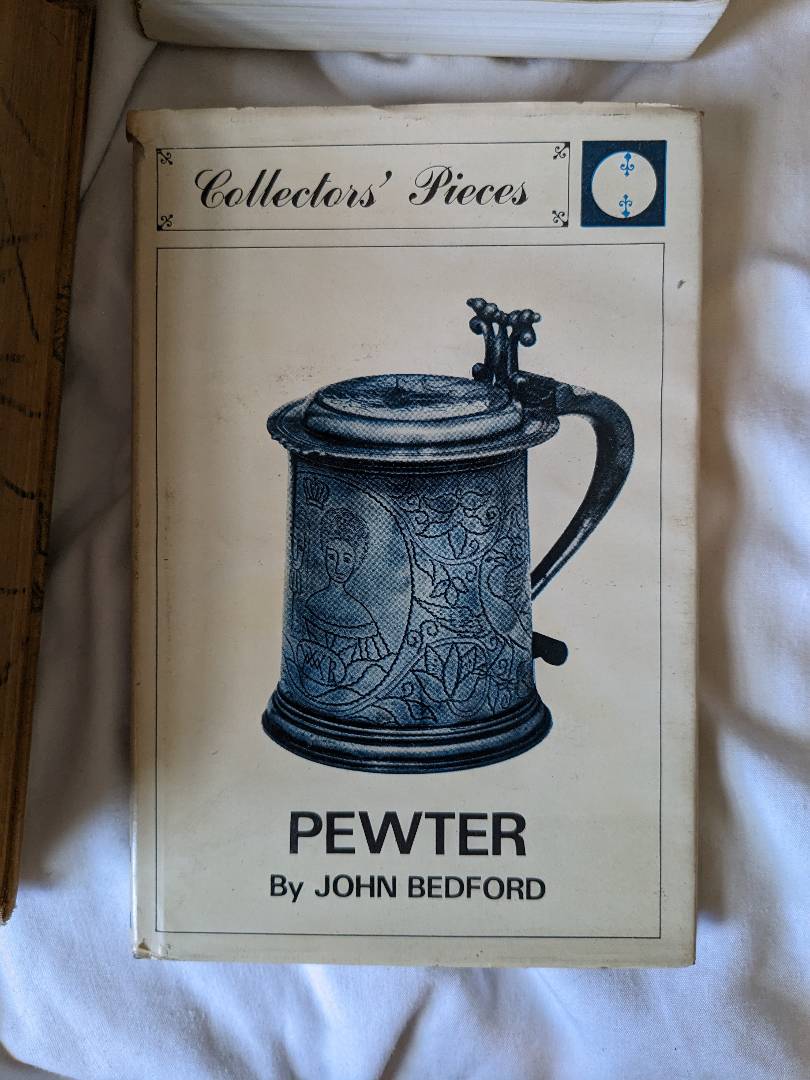 Collectors' Pieces
PEWTER
By JOHN BEDFORD